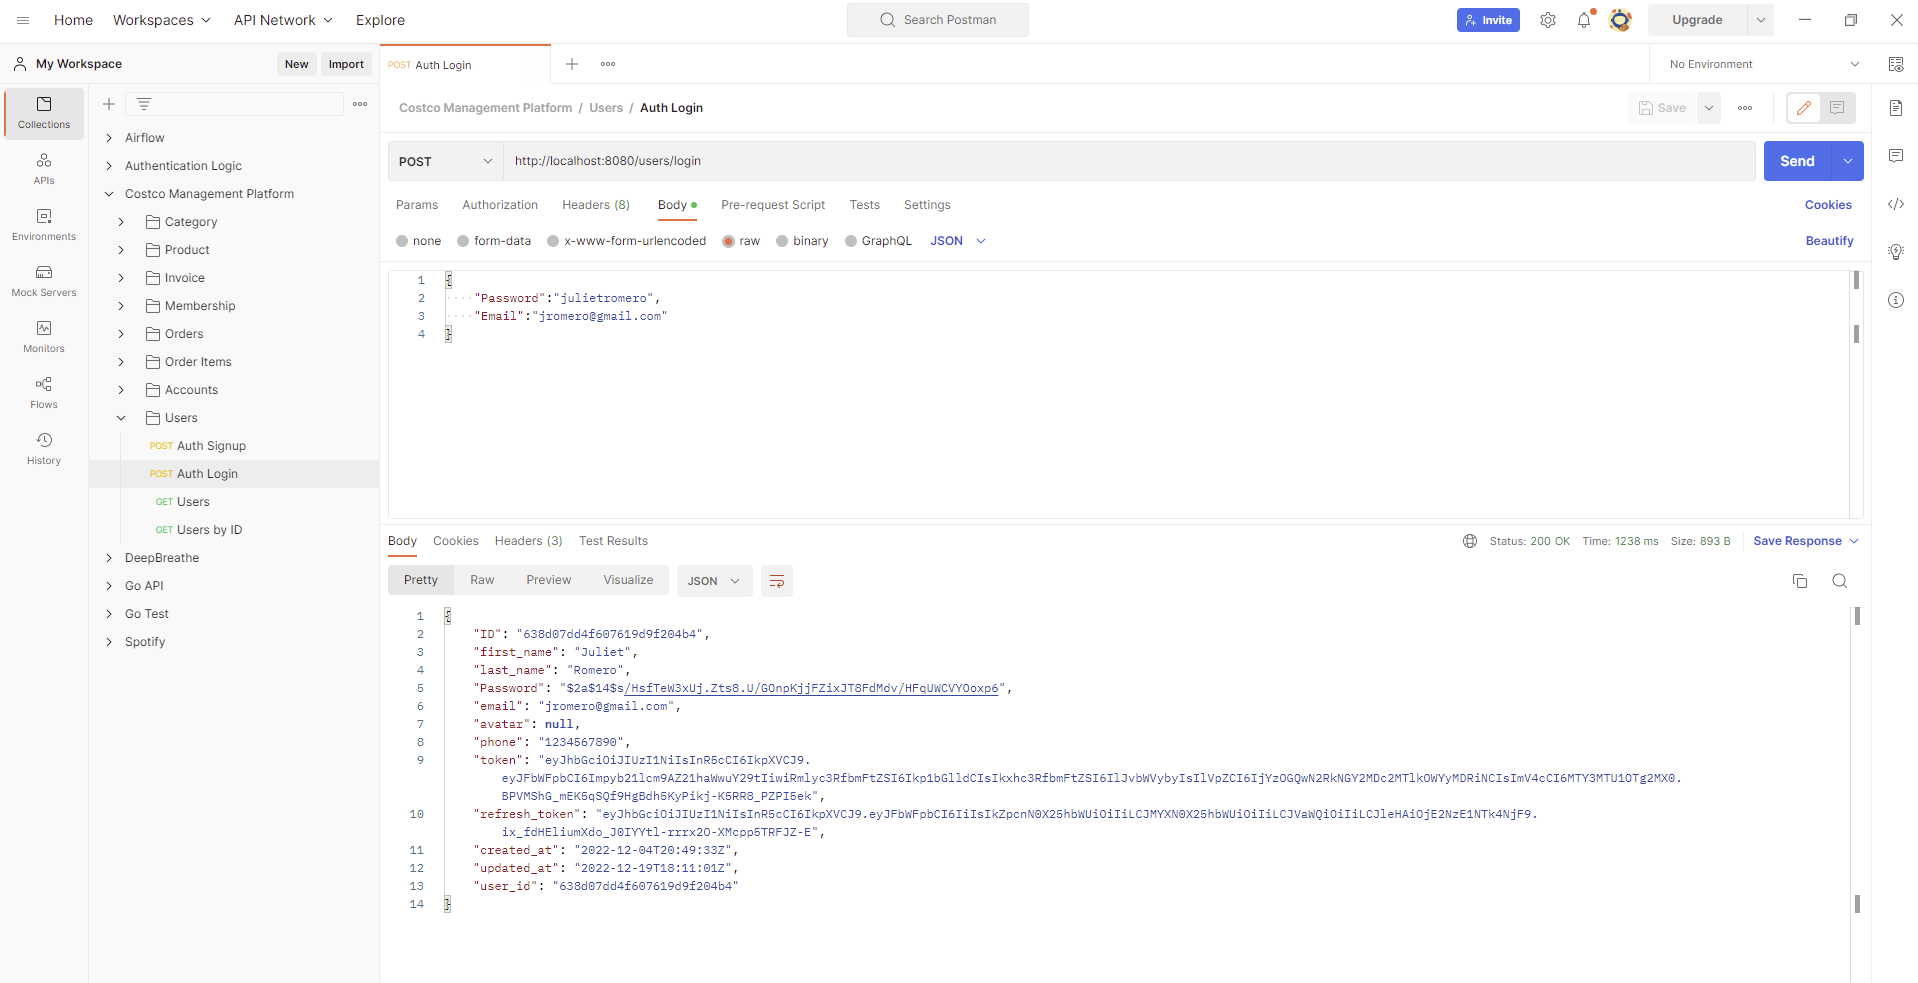 Home Workspaces API Network Explore Search Postman Invite Upgrade
My Workspace New Import POST Auth Login No Environment
Collections
APIs
Environments
Mock Servers
Monitors
Flows
History
Airflow
Authentication Logic
Costco Management Platform
Category
Product
Invoice
Membership
Orders
Order Items
Accounts
Users
POST Auth Signup
POST Auth Login
GET Users
GET Users by ID
DeepBreathe
Go API
Go Test
Spotify
Costco Management Platform / Users / Auth Login Save
POST http://localhost:8080/users/login Send
Params Authorization Headers (8) Body Pre-request Script Tests Settings Cookies
none form-data x-www-form-urlencoded raw binary GraphQL JSON Beautify
1 {
2 "Password":"julietromero",
3 "Email":"jromero@gmail.com"
4 }
Body Cookies Headers (3) Test Results Status: 200 OK Time: 1238 ms Size: 893 B Save Response
Pretty Raw Preview Visualize JSON
1 {
2 "ID": "638d07dd4f607619d9f204b4",
3 "first_name": "Juliet",
4 "last_name": "Romero",
5 "Password": "$2a$14$s/HsfTeW3xUj.Zts8.U/GOnpKjjFZixJT8FdMdv/HFqUWCVYOoxp6",
6 "email": "jromero@gmail.com",
7 "avatar": null,
8 "phone": "1234567890",
9 "token": "eyJhbGciOiJIUzI1NiIsInR5cCI6IkpXVCJ9.
eyJFbWFpbCI6Impyb21lcm9AZ21haWwuY29tIiwiRmlyc3RfbmFtZSI6Ikp1bGlldCIsIkxhc3RfbmFtZSI6IlJvbWVybyIsIlVpZCI6IjYzOGQwN2RkNGY2MDc2MTlkOWYyMDRiNCIsImV4cCI6MTY3MTU1OTg2MX0.
BPVMShG_mEK5qSQf9HgBdh5KyPikj-K5RR8_PZPI5ek",
10 "refresh_token": "eyJhbGciOiJIUzI1NiIsInR5cCI6IkpXVCJ9.eyJFbWFpbCI6IiIsIkZpcnN0X25hbWUiOiIiLCJMYXN0X25hbWUiOiIiLCJVaWQiOiIiLCJleHAiOjE2NzE1NTk4NjF9.
ix_fdHEliumXdo_J0IYYtl-rrrx2O-XMcpp5TRFJZ-E",
11 "created_at": "2022-12-04T20:49:33Z",
12 "updated_at": "2022-12-19T18:11:01Z",
13 "user_id": "638d07dd4f607619d9f204b4"
14 }